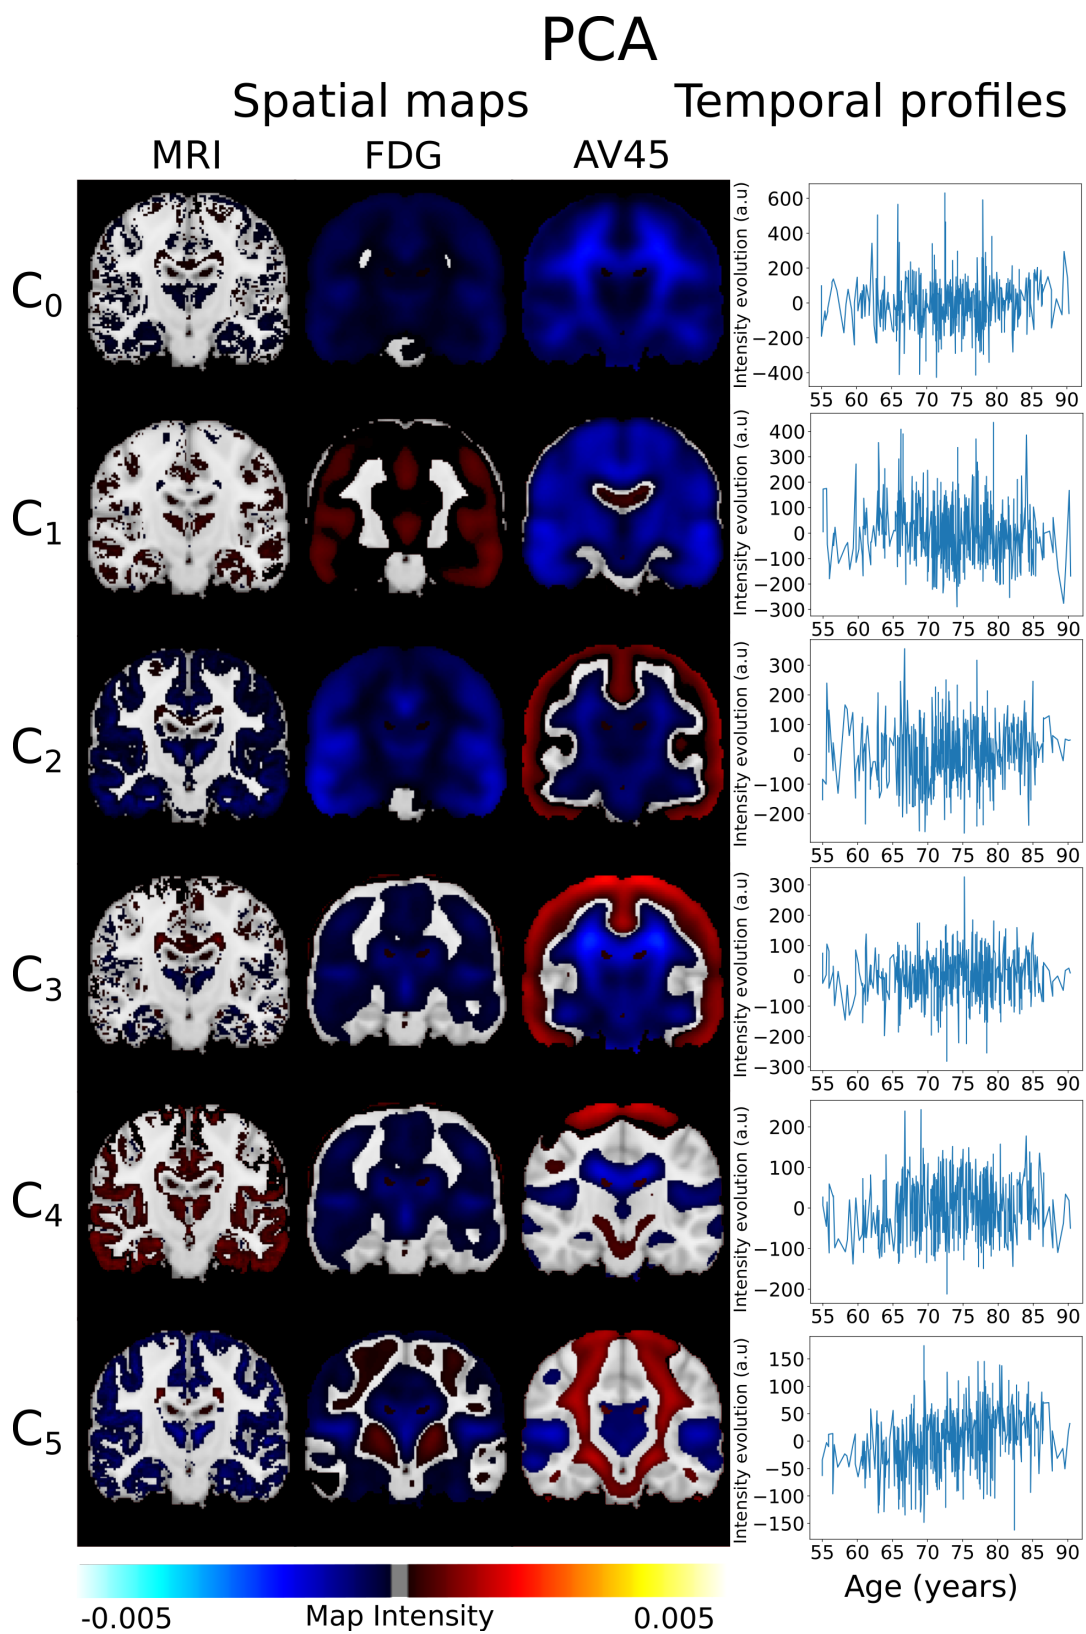 PCA
Spatial maps Temporal profiles
MRI FDG AV45
C0
Intensity evolution (a.u)
600
400
200
0
−200
−400
55 60 65 70 75 80 85 90
C1
Intensity evolution (a.u)
400
300
200
100
0
−100
−200
−300
55 60 65 70 75 80 85 90
C2
Intensity evolution (a.u)
300
200
100
0
−100
−200
55 60 65 70 75 80 85 90
C3
Intensity evolution (a.u)
300
200
100
0
−100
−200
−300
55 60 65 70 75 80 85 90
C4
Intensity evolution (a.u)
200
100
0
−100
−200
55 60 65 70 75 80 85 90
C5
Intensity evolution (a.u)
150
100
50
0
−50
−100
−150
55 60 65 70 75 80 85 90
Age (years)
-0.005 Map Intensity 0.005